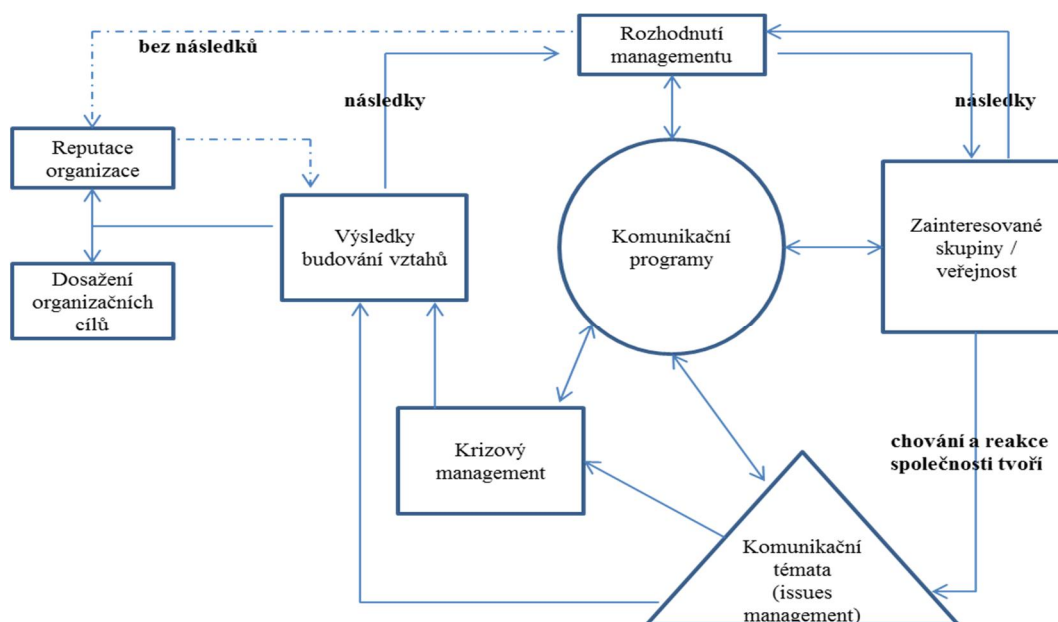 Rozhodnutí
managementu
bez následků
následky
následky
Reputace
organizace
Výsledky
budování vztahů
Komunikační
programy
Zainteresované
skupiny /
veřejnost
Dosažení
organizačních
cílů
Krizový
management
chování a reakce
společnosti tvoří
Komunikační
témata
(issues
management)